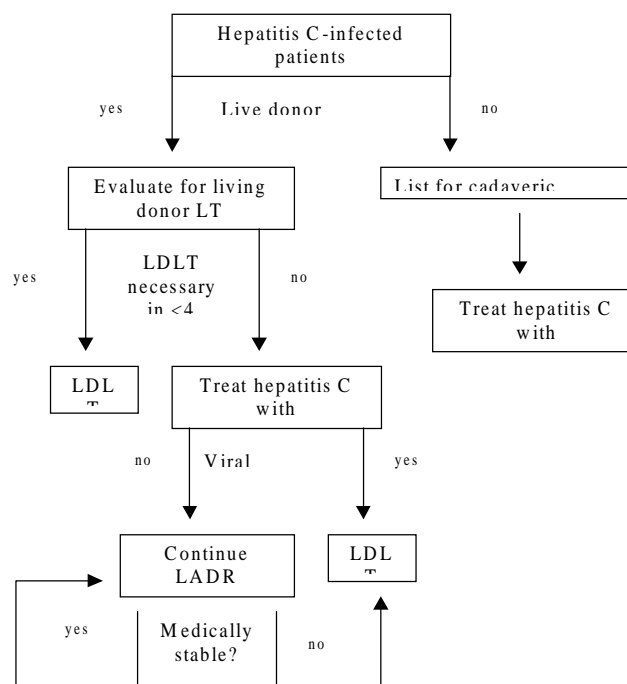 Hepatitis C-infected
patients
yes
Live donor
no
Evaluate for living
donor LT
List for cadaveric
yes
LDLT
necessary
in <4
no
Treat hepatitis C
with
LDL
T
Treat hepatitis C
with
no
Viral
yes
Continue
LADR
LDL
T
yes
Medically
stable?
no